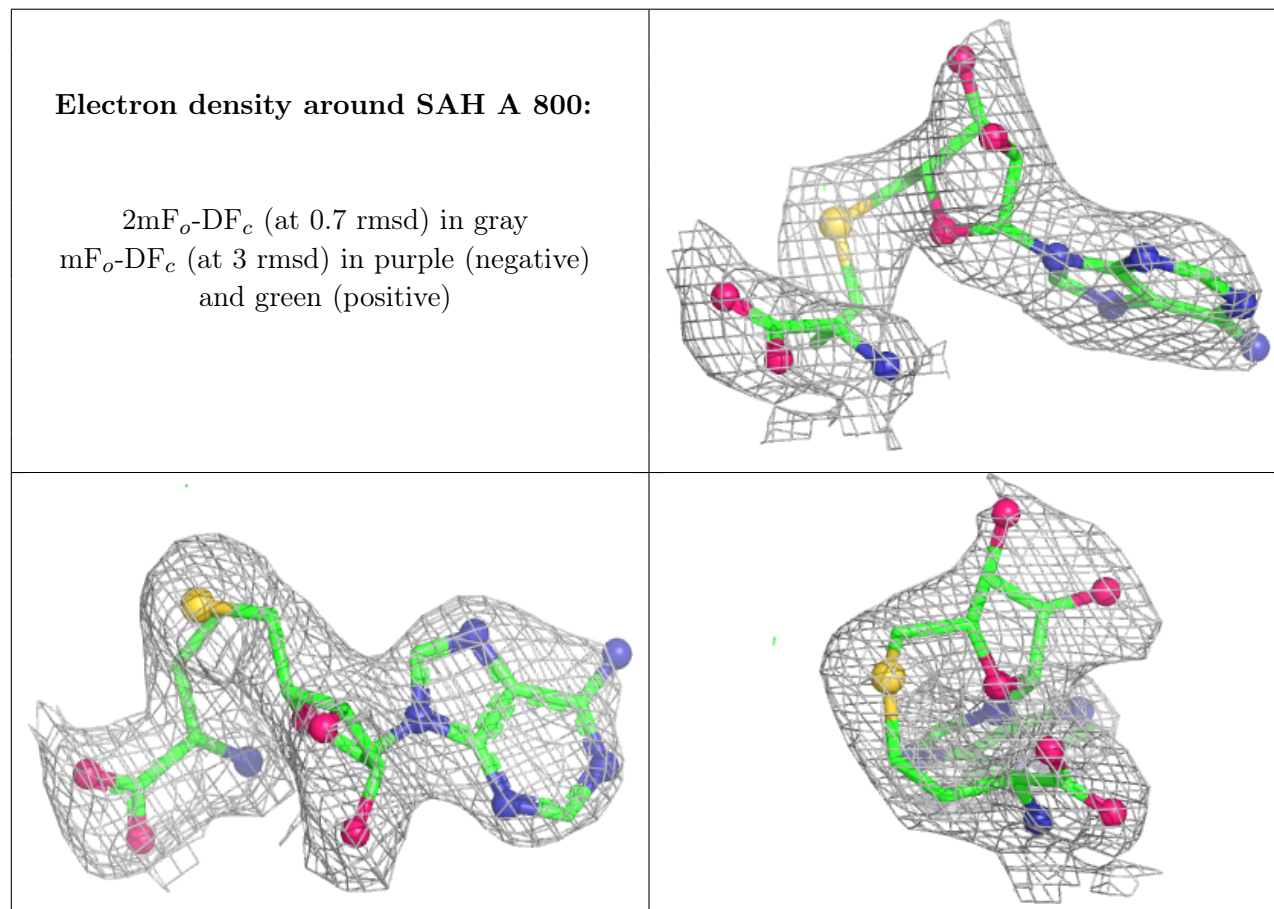 Electron density around SAH A 800:
2mFo-DFc (at 0.7 rmsd) in gray
mFo-DFc (at 3 rmsd) in purple (negative)
and green (positive)